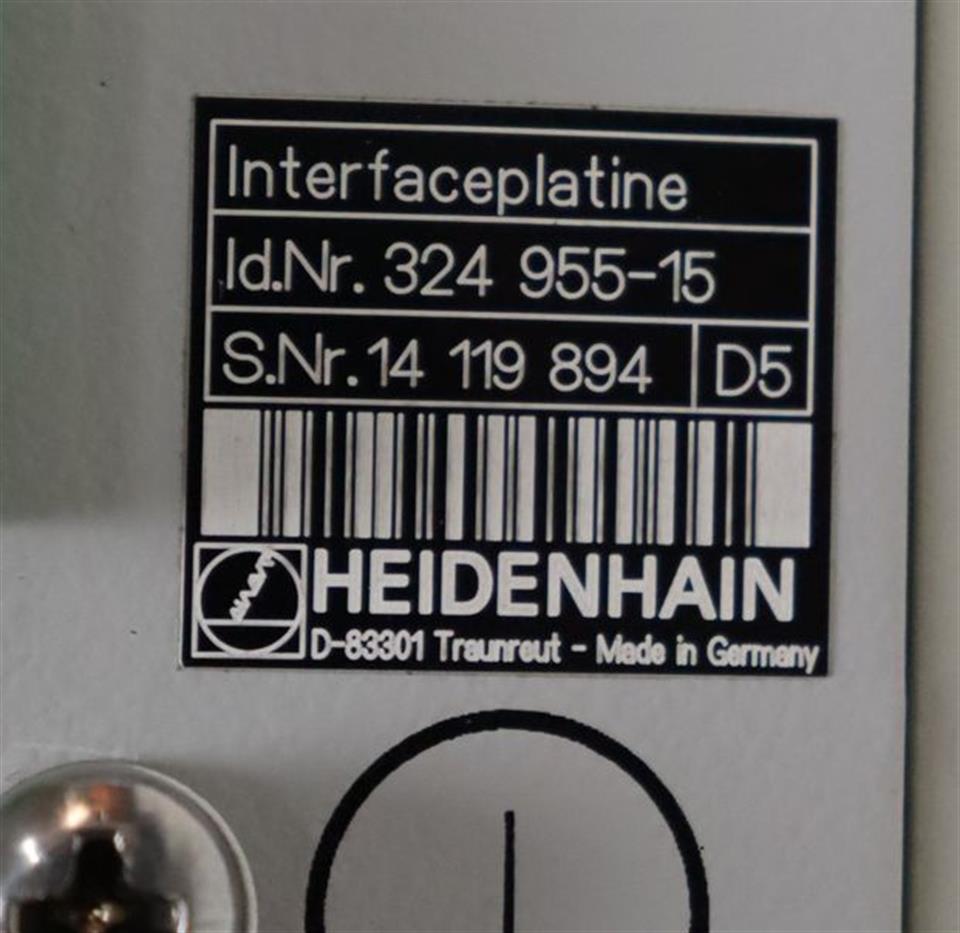 Interfaceplatine
Id.Nr. 324 955-15
S.Nr. 14 119 894 D5
HEIDENHAIN
D-83301 Traunreut - Made in Germany